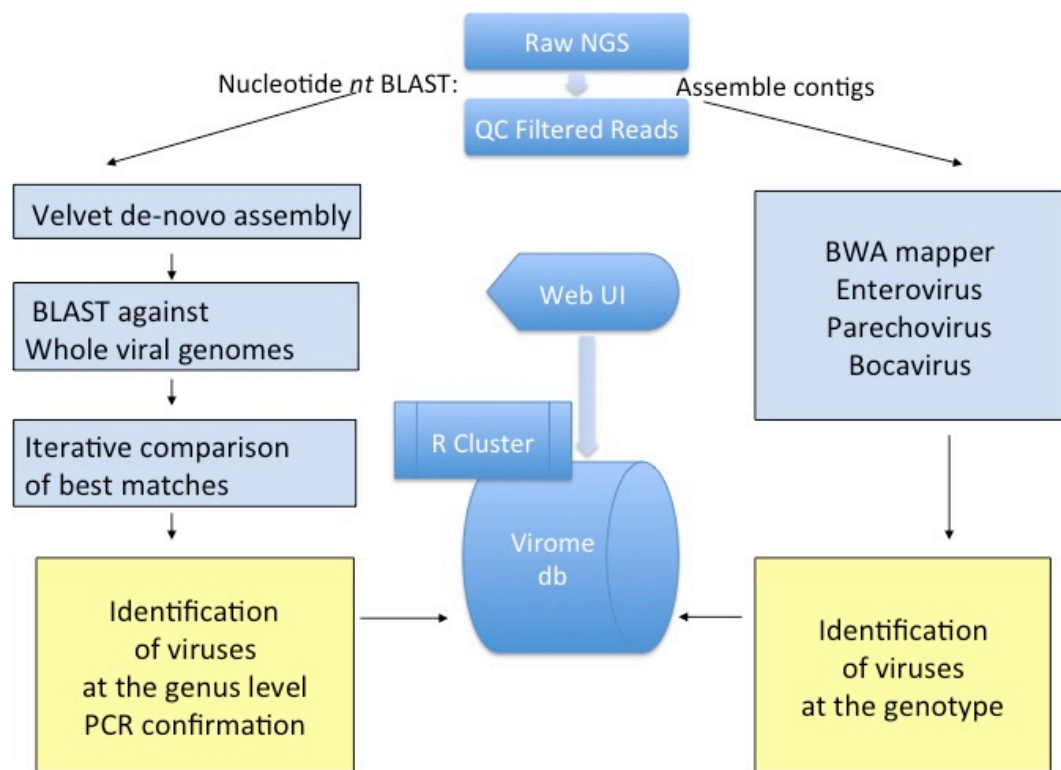 Raw NGS
Nucleotide nt BLAST:
Assemble contigs
QC Filtered Reads
Velvet de-novo assembly
BLAST against
Whole viral genomes
Iterative comparison
of best matches
Identification
of viruses
at the genus level
PCR confirmation
Web UI
R Cluster
Virome
db
BWA mapper
Enterovirus
Parechovirus
Bocavirus
Identification
of viruses
at the genotype